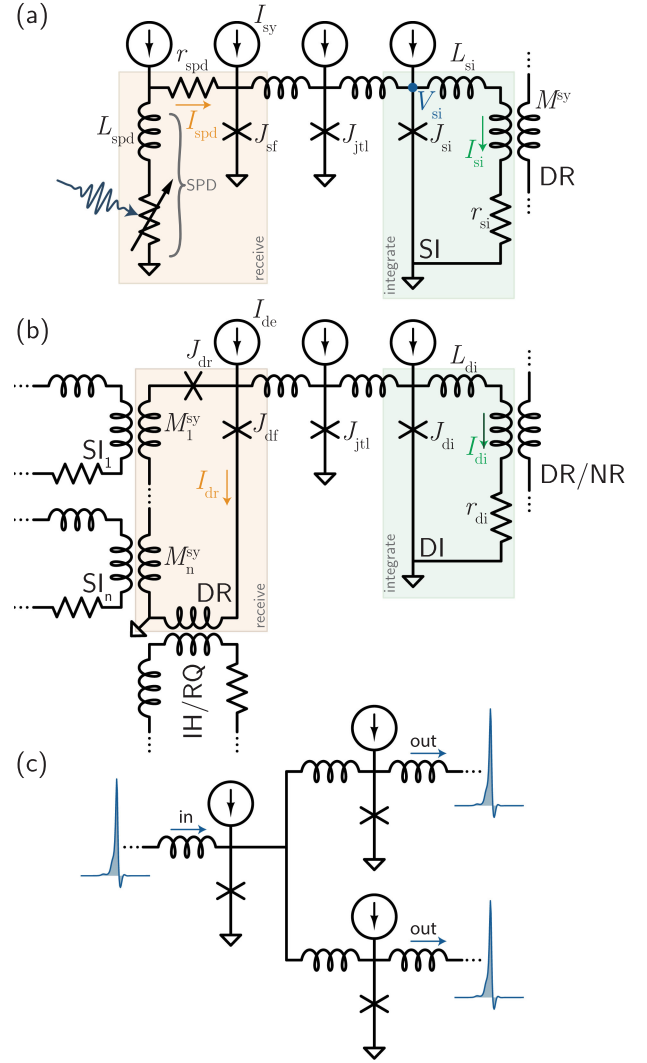 (a)
I_sy
r_spd
L_si
L_spd
I_spd
J_sf
J_jtl
V_si
J_si
I_si
M^sy
SPD
DR
r_si
SI
receive
integrate
(b)
I_de
J_dr
L_di
M_1^sy
J_df
J_jtl
J_di
I_di
SI_1
I_dr
DR/NR
r_di
M_n^sy
DI
SI_n
DR
receive
integrate
IH/RQ
(c)
out
in
out